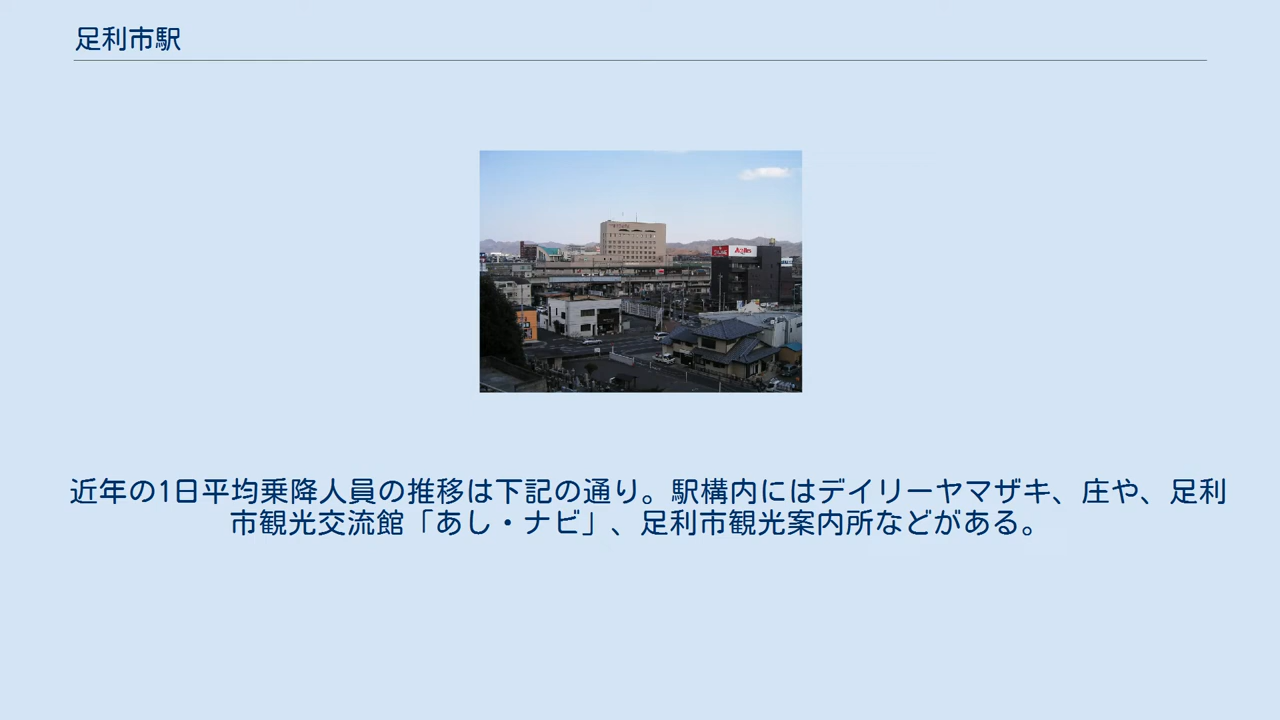 足利市駅
近年の1日平均乗降人員の推移は下記の通り。駅構内にはデイリーヤマザキ、庄や、足利
市観光交流館「あし・ナビ」、足利市観光案内所などがある。